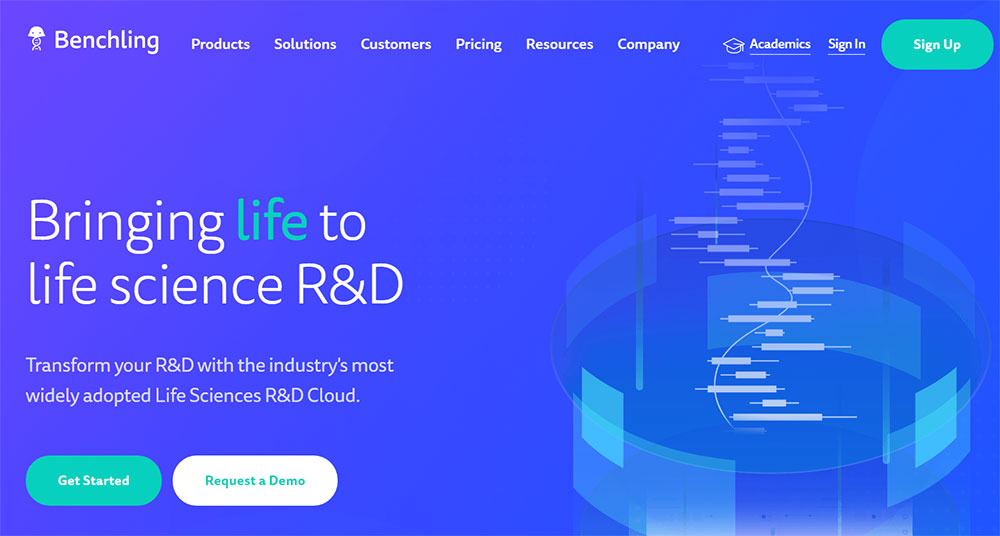 Benchling
Products
Solutions
Customers
Pricing
Resources
Company
Academics
Sign In
Sign Up
Bringing life to
life science R&D
Transform your R&D with the industry's most
widely adopted Life Sciences R&D Cloud.
Get Started
Request a Demo